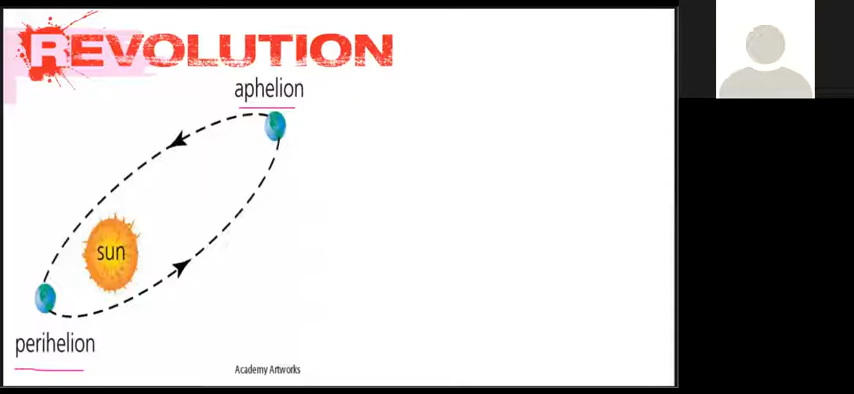 REVOLUTION
aphelion
sun
perihelion
Academy Artworks